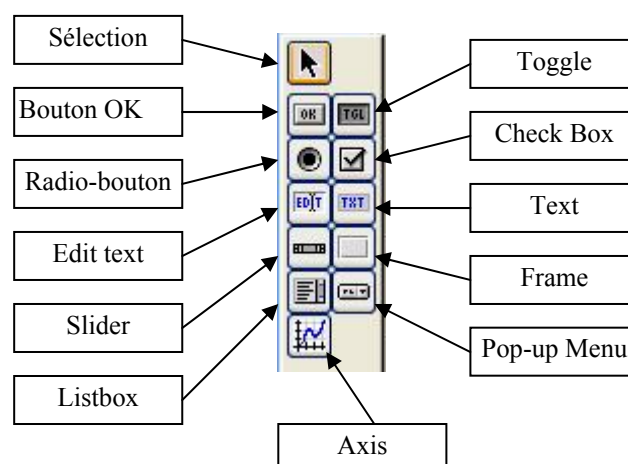 Sélection
Toggle
Bouton OK
OK
TGL
Check Box
Radio-bouton
EDIT
TXT
Text
Edit text
Frame
Slider
Pop-up Menu
Listbox
Axis